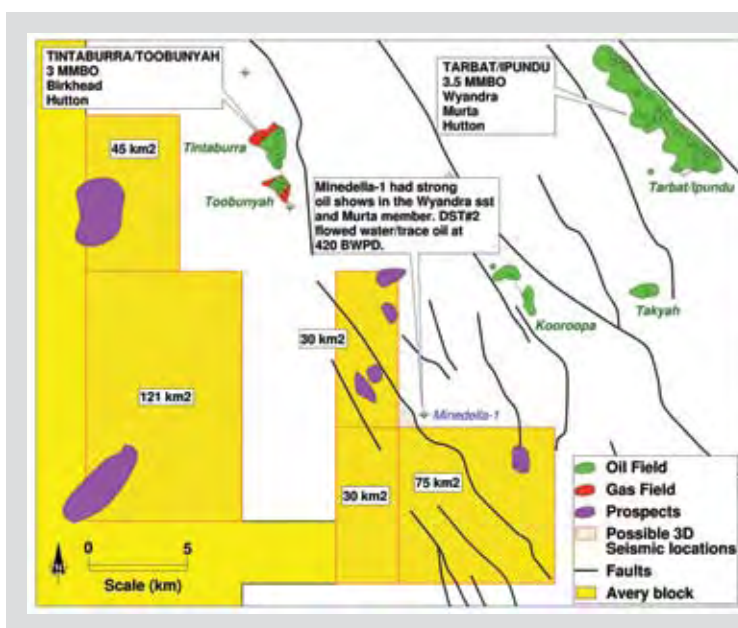 TINTABURRA/TOOBUNYAH
3 MMBO
Birkhead
Hutton
TARBAT/IPUNDU
3.5 MMBO
Wyandra
Murta
Hutton
45 km2
Tintaburra
Toobunyah
Tarbat/Ipundu
Minedella-1 had strong
oil shows in the Wyandra sst
and Murta member. DST#2
flowed water/trace oil at
420 BWPD.
Kooroopa
Takyah
30 km2
121 km2
Minedella-1
30 km2
75 km2
Oil Field
Gas Field
Prospects
Possible 3D
Seismic locations
Faults
Avery block
N
0 5
Scale (km)